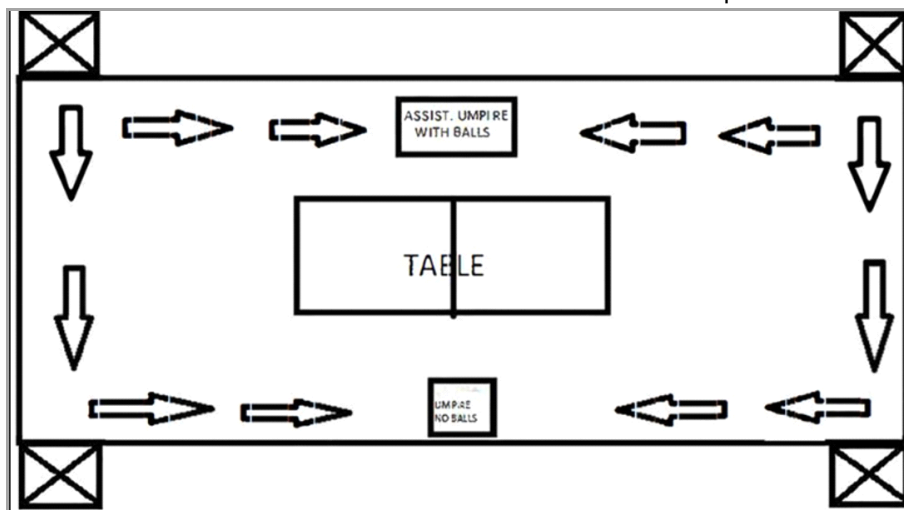 ASSIST. UMPIRE
WITH BALLS
TABLE
UMPIRE
NO BALLS